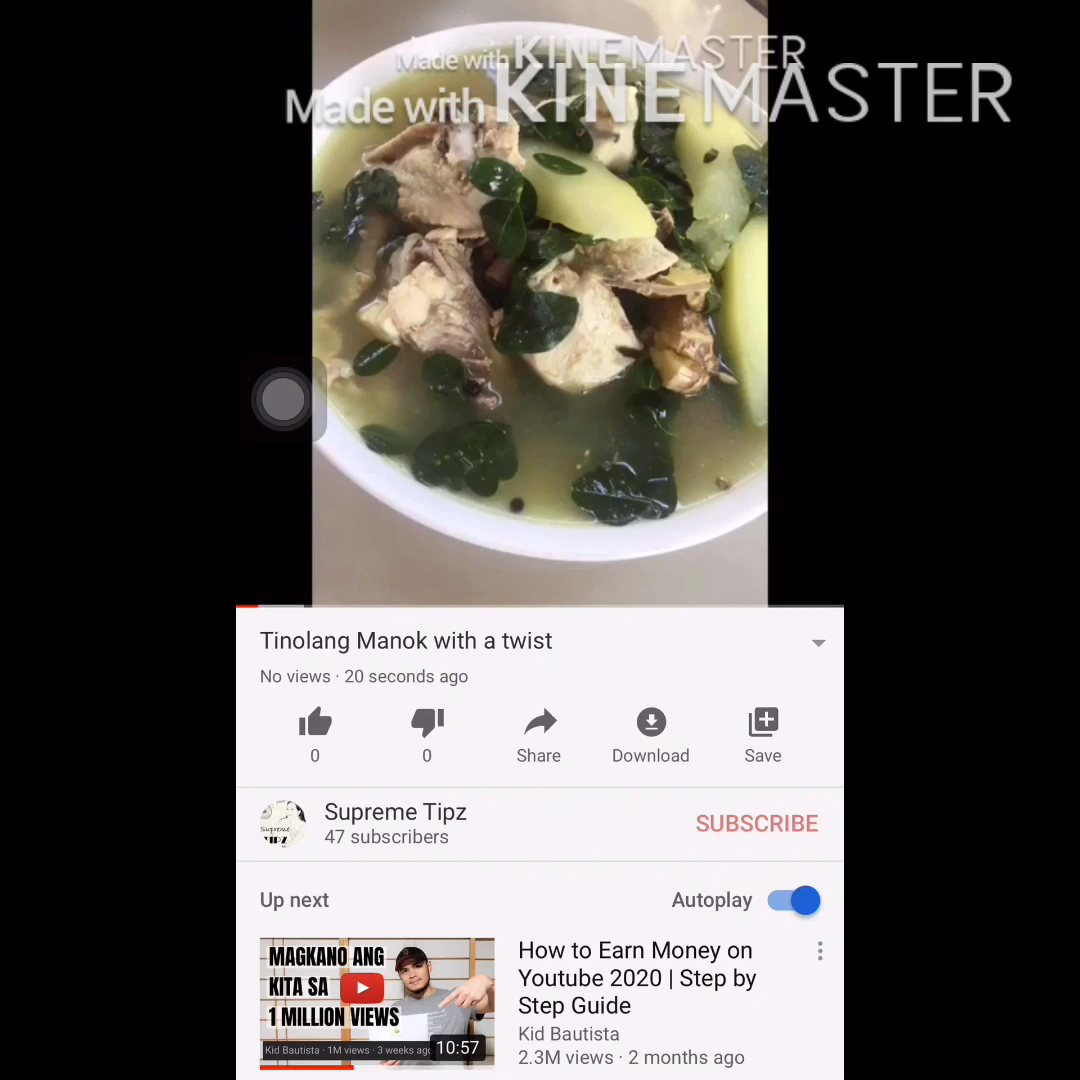 Made with KINEMASTER
Made with KINEMASTER
Tinolang Manok with a twist
No views · 20 seconds ago
0
0
Share
Download
Save
Supreme
TIPZ
Supreme Tipz
47 subscribers
SUBSCRIBE
Up next
Autoplay
MAGKANO ANG
KITA SA
1 MILLION VIEWS
Kid Bautista · 1M views · 3 weeks ago
10:57
How to Earn Money on
Youtube 2020 | Step by
Step Guide
Kid Bautista
2.3M views · 2 months ago